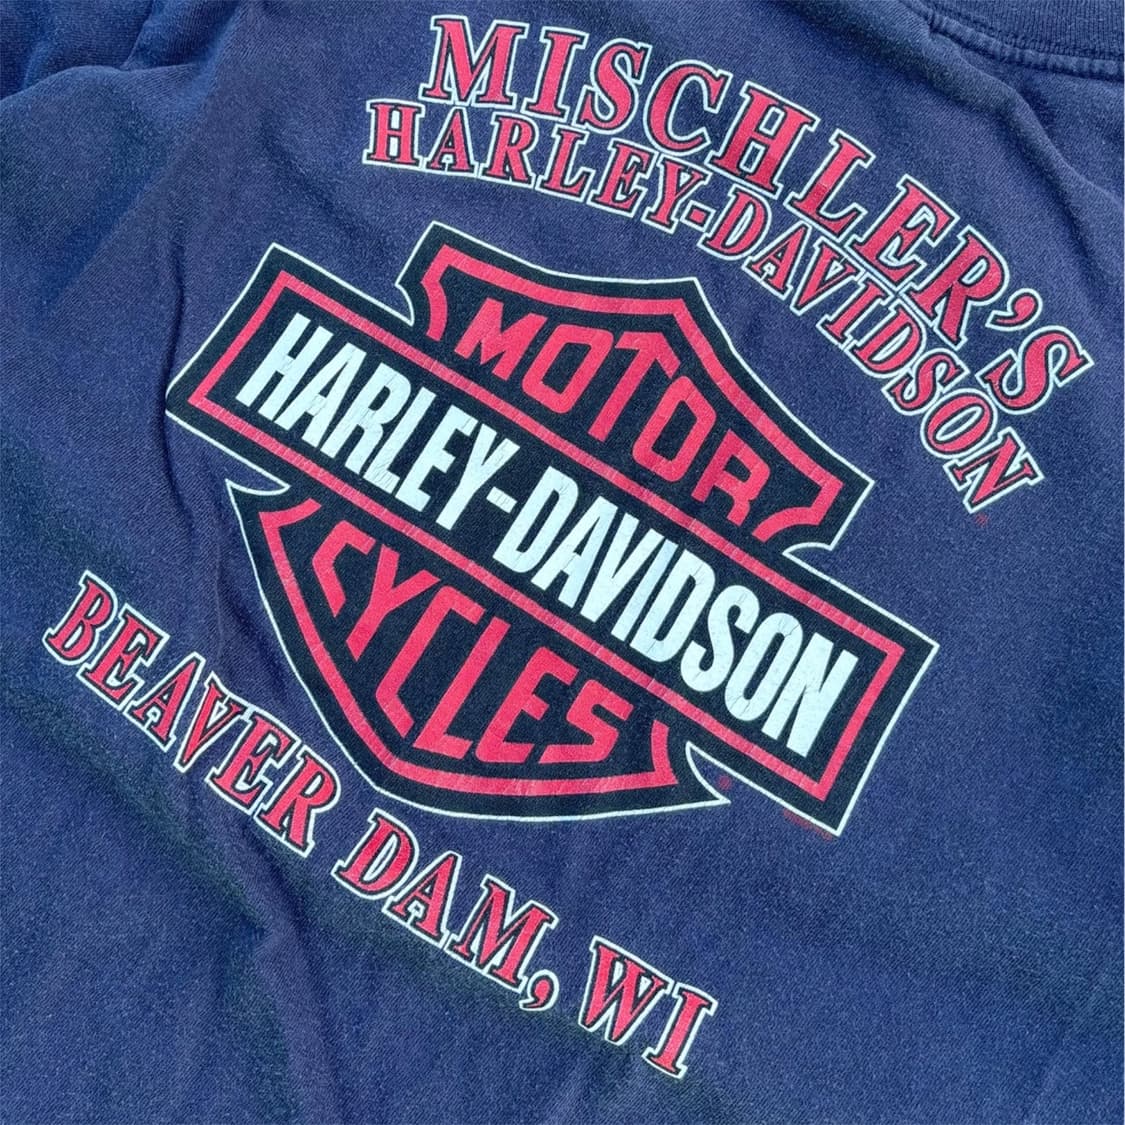 MISCHLER'S
HARLEY-DAVIDSON
MOTOR
HARLEY-DAVIDSON
CYCLES
BEAVER DAM, WI